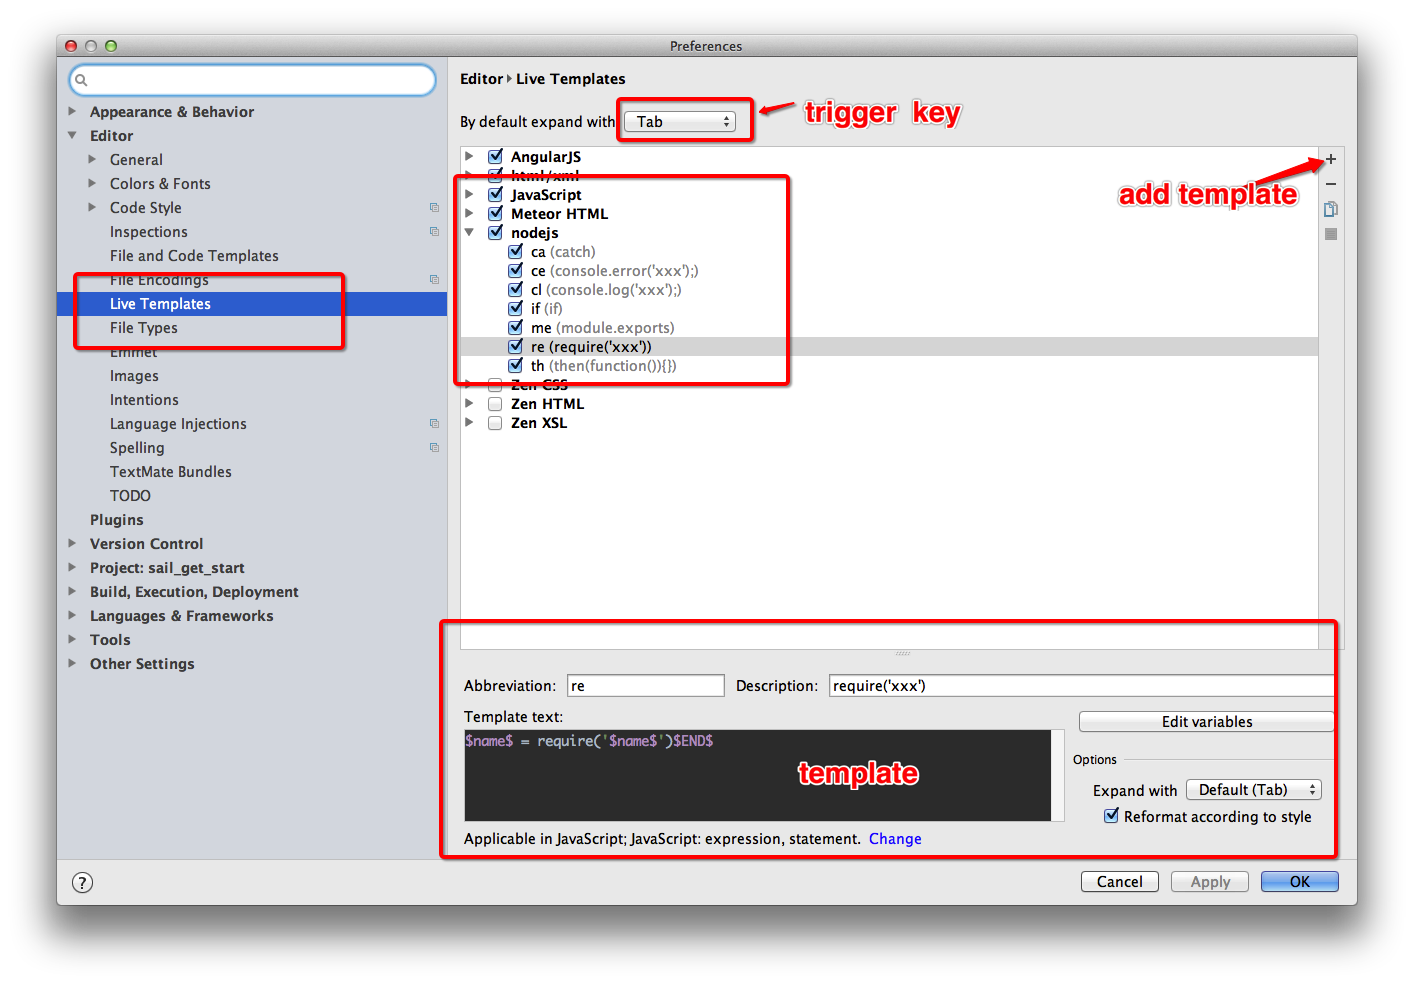 Preferences
Appearance & Behavior
Editor
General
Colors & Fonts
Code Style
Inspections
File and Code Templates
File Encodings
Live Templates
File Types
Emmet
Images
Intentions
Language Injections
Spelling
TextMate Bundles
TODO
Plugins
Version Control
Project: sail_get_start
Build, Execution, Deployment
Languages & Frameworks
Tools
Other Settings
Editor › Live Templates
By default expand with Tab
trigger key
add template
AngularJS
html/xml
JavaScript
Meteor HTML
nodejs
ca (catch)
ce (console.error('xxx');)
cl (console.log('xxx');)
if (if)
me (module.exports)
re (require('xxx'))
th (then(function()){})
Zen CSS
Zen HTML
Zen XSL
Abbreviation: re Description: require('xxx')
Template text:
$name$ = require('$name$')$END$
template
Edit variables
Options
Expand with Default (Tab)
Reformat according to style
Applicable in JavaScript; JavaScript: expression, statement. Change
? Cancel Apply OK